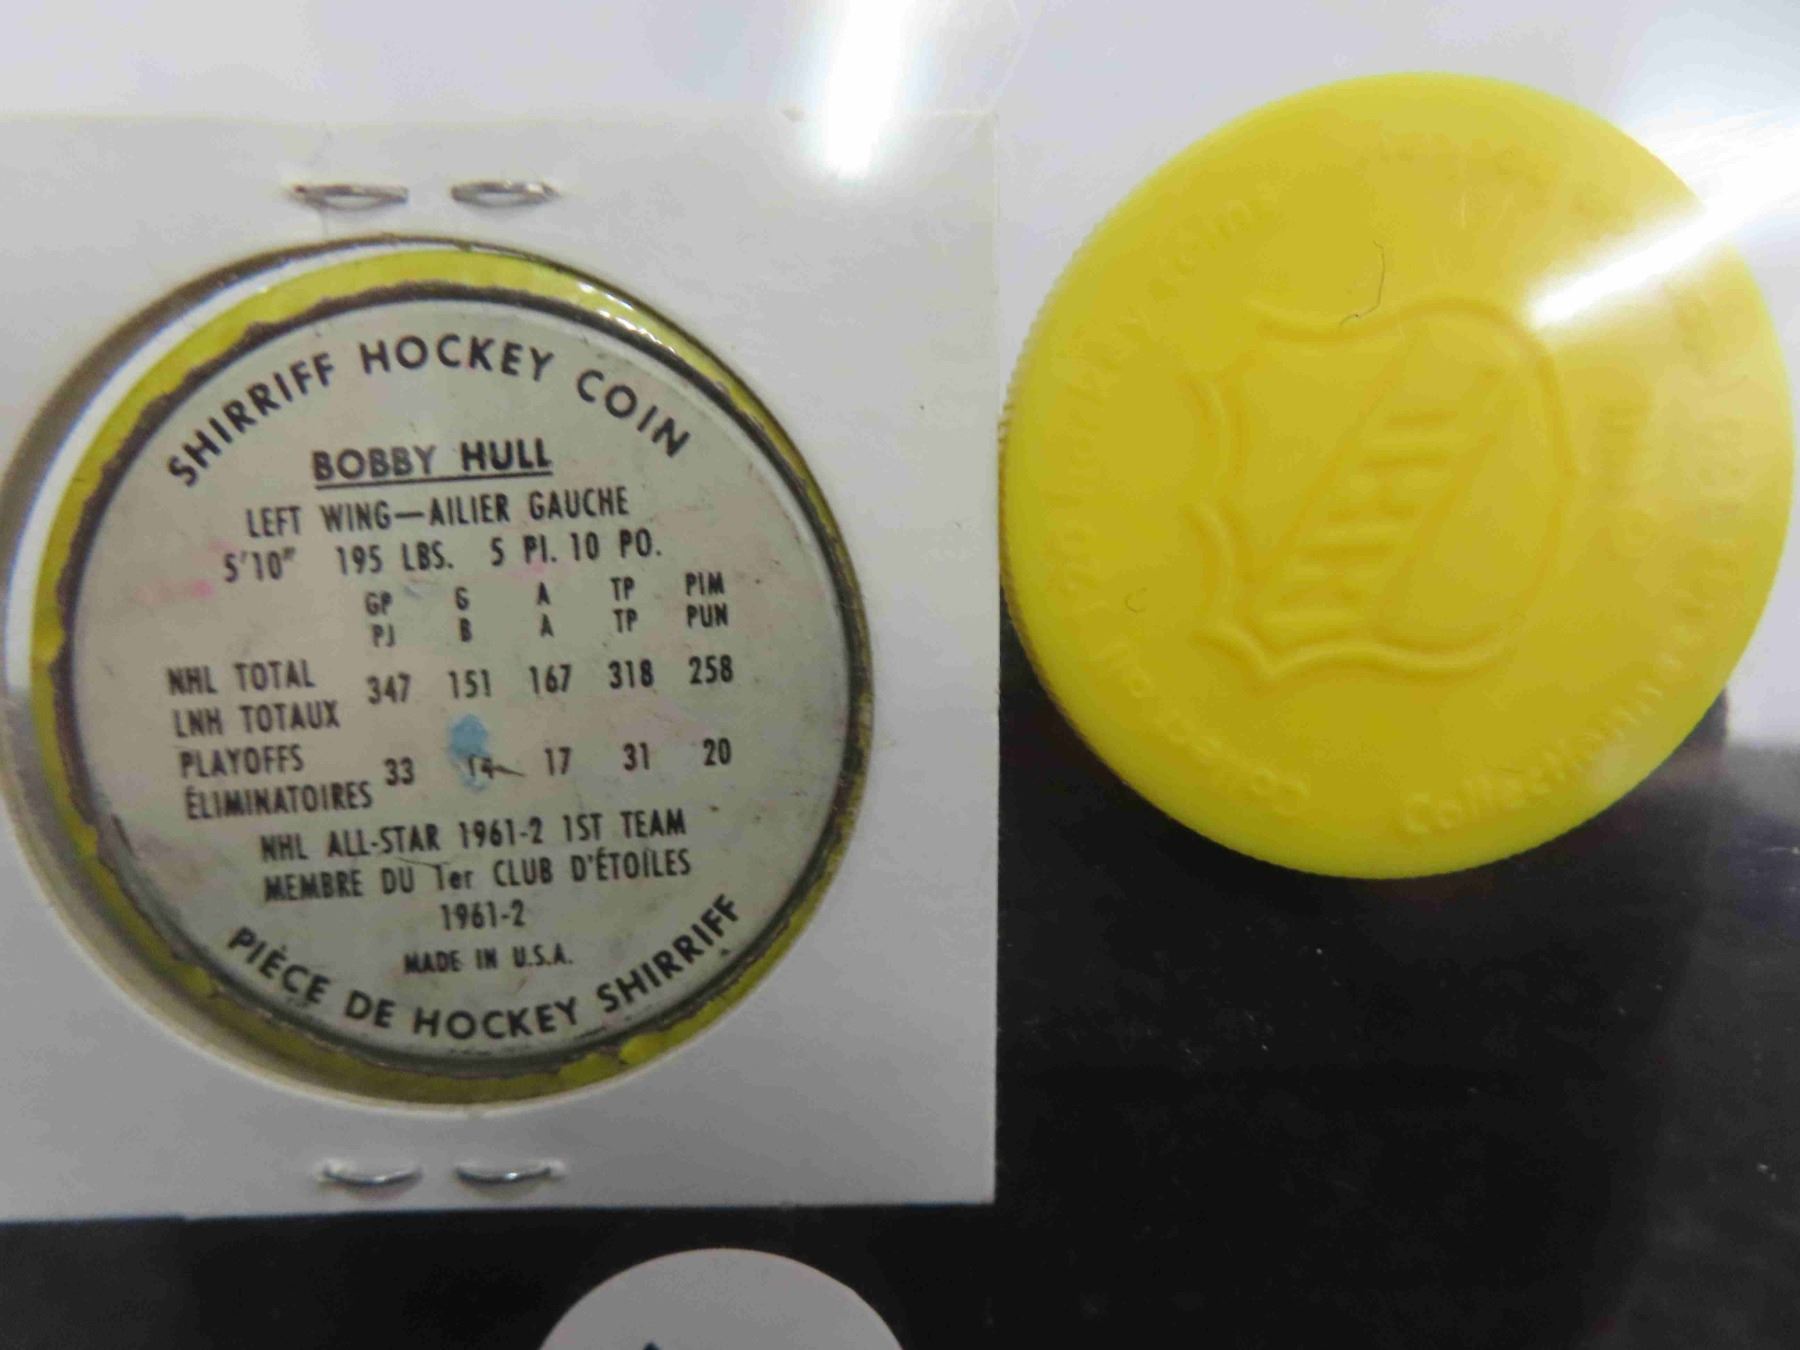 SHIRRIFF HOCKEY COIN
BOBBY HULL
LEFT WING—AILIER GAUCHE
5'10" 195 LBS. 5 PI. 10 PO.
GP G A TP PIM
PJ B A TP PUN
NHL TOTAL 347 151 167 318 258
LNH TOTAUX
PLAYOFFS 33 14 17 31 20
ÉLIMINATOIRES
NHL ALL-STAR 1961-2 1ST TEAM
MEMBRE DU 1er CLUB D'ÉTOILES
1961-2
MADE IN U.S.A.
PIÈCE DE HOCKEY SHIRRIFF
NHL
Collect